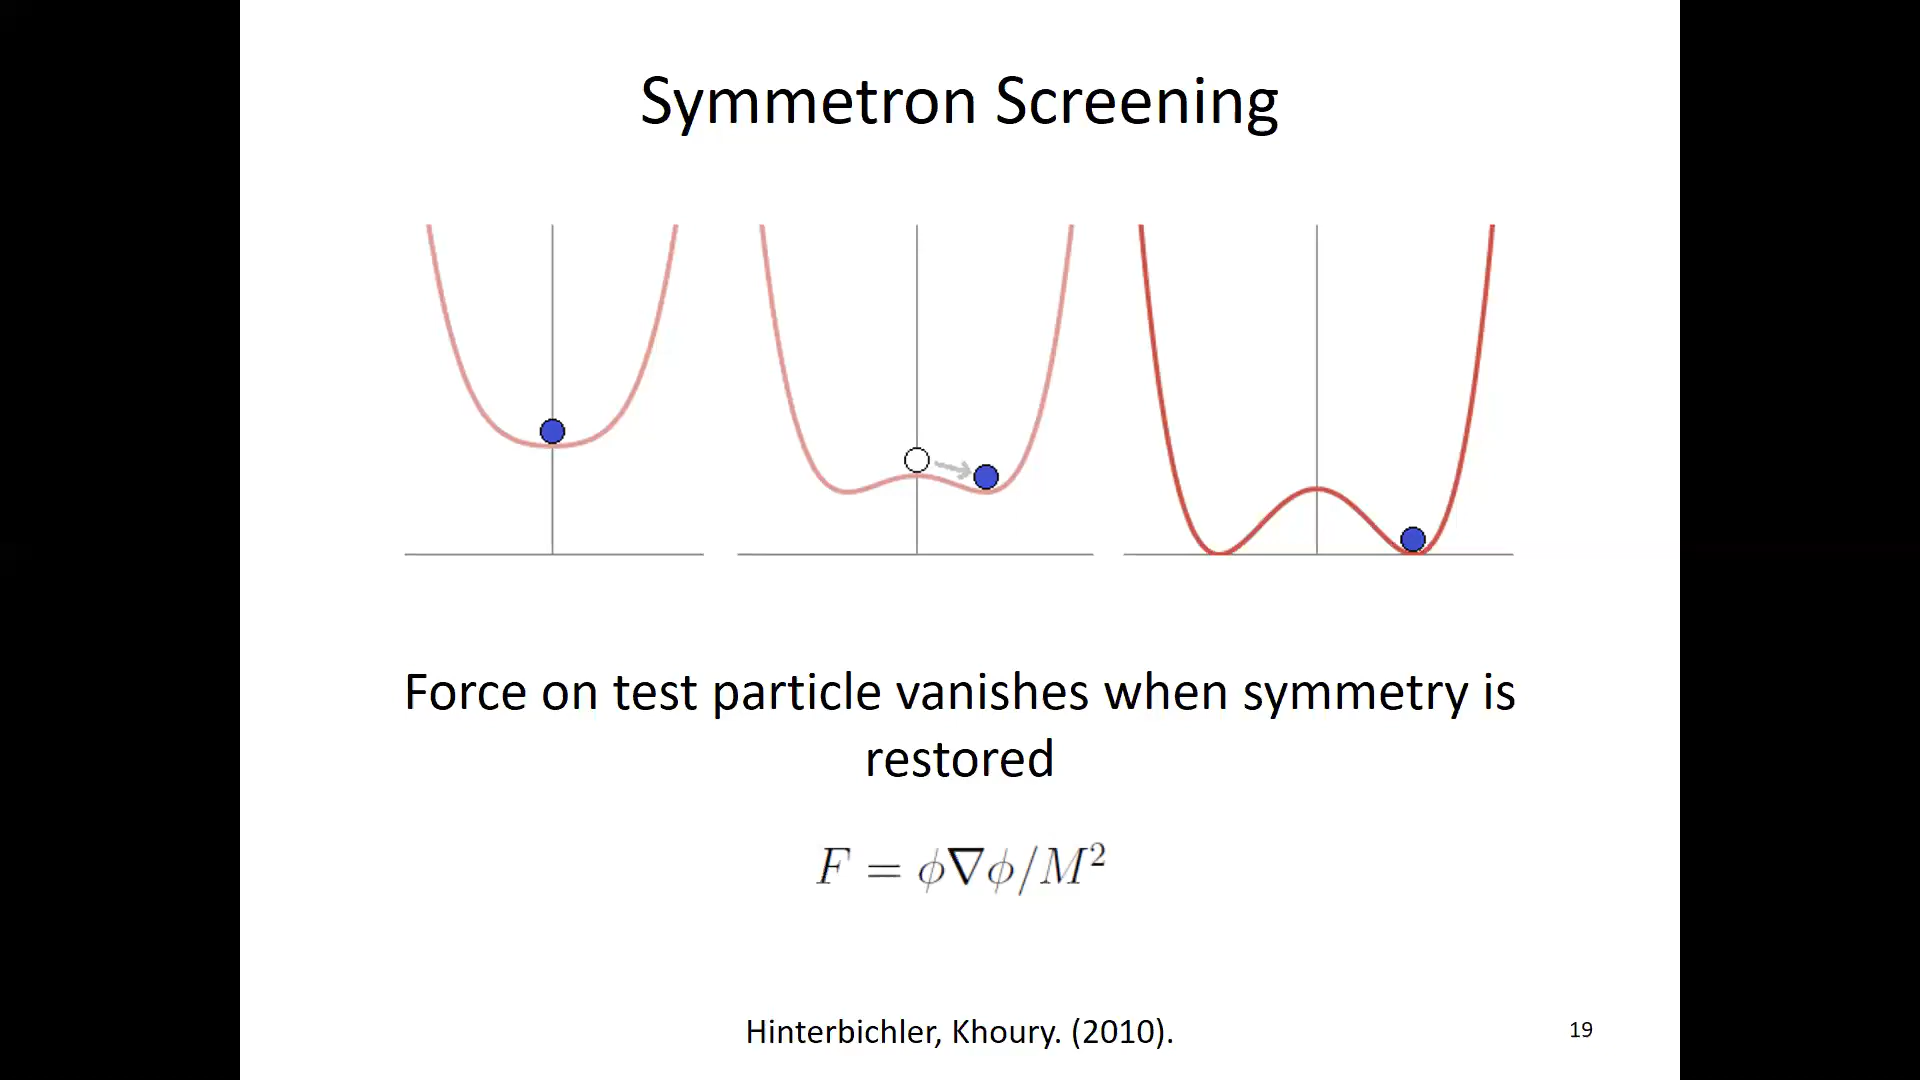 Symmetron Screening
Force on test particle vanishes when symmetry is
restored
F = ϕ∇ϕ/M²
Hinterbichler, Khoury. (2010).
19